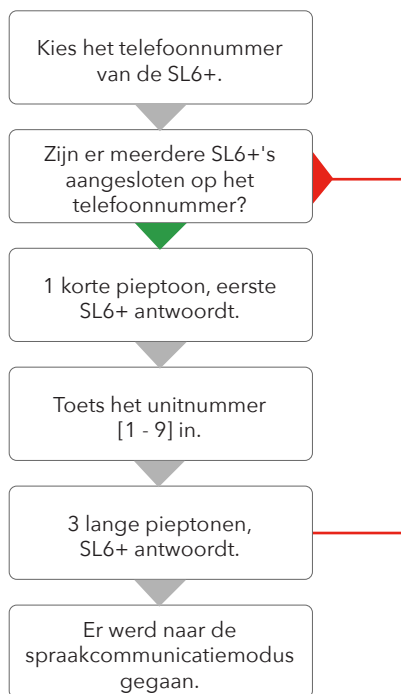 Kies het telefoonnummer
van de SL6+.
Zijn er meerdere SL6+'s
aangesloten op het
telefoonnummer?
1 korte pieptoon, eerste
SL6+ antwoordt.
Toets het unitnummer
[1 - 9] in.
3 lange pieptonen,
SL6+ antwoordt.
Er werd naar de
spraakcommunicatiemodus
gegaan.